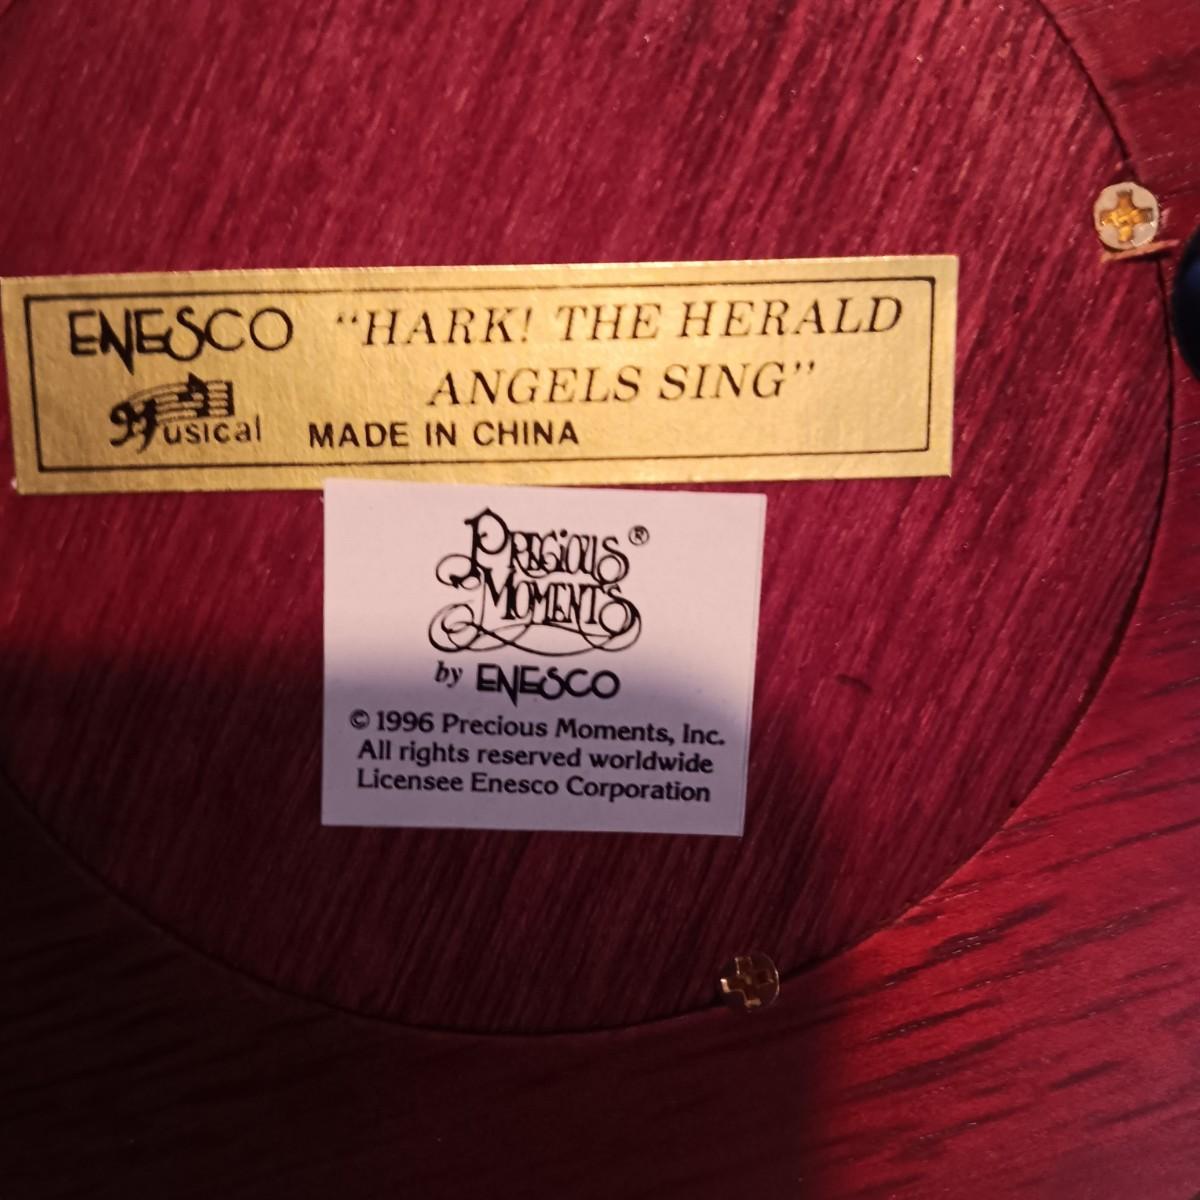 ENESCO "HARK! THE HERALD
ANGELS SING"
Musical MADE IN CHINA
PRECIOUS ®
MOMENTS
by ENESCO
© 1996 Precious Moments, Inc.
All rights reserved worldwide
Licensee Enesco Corporation